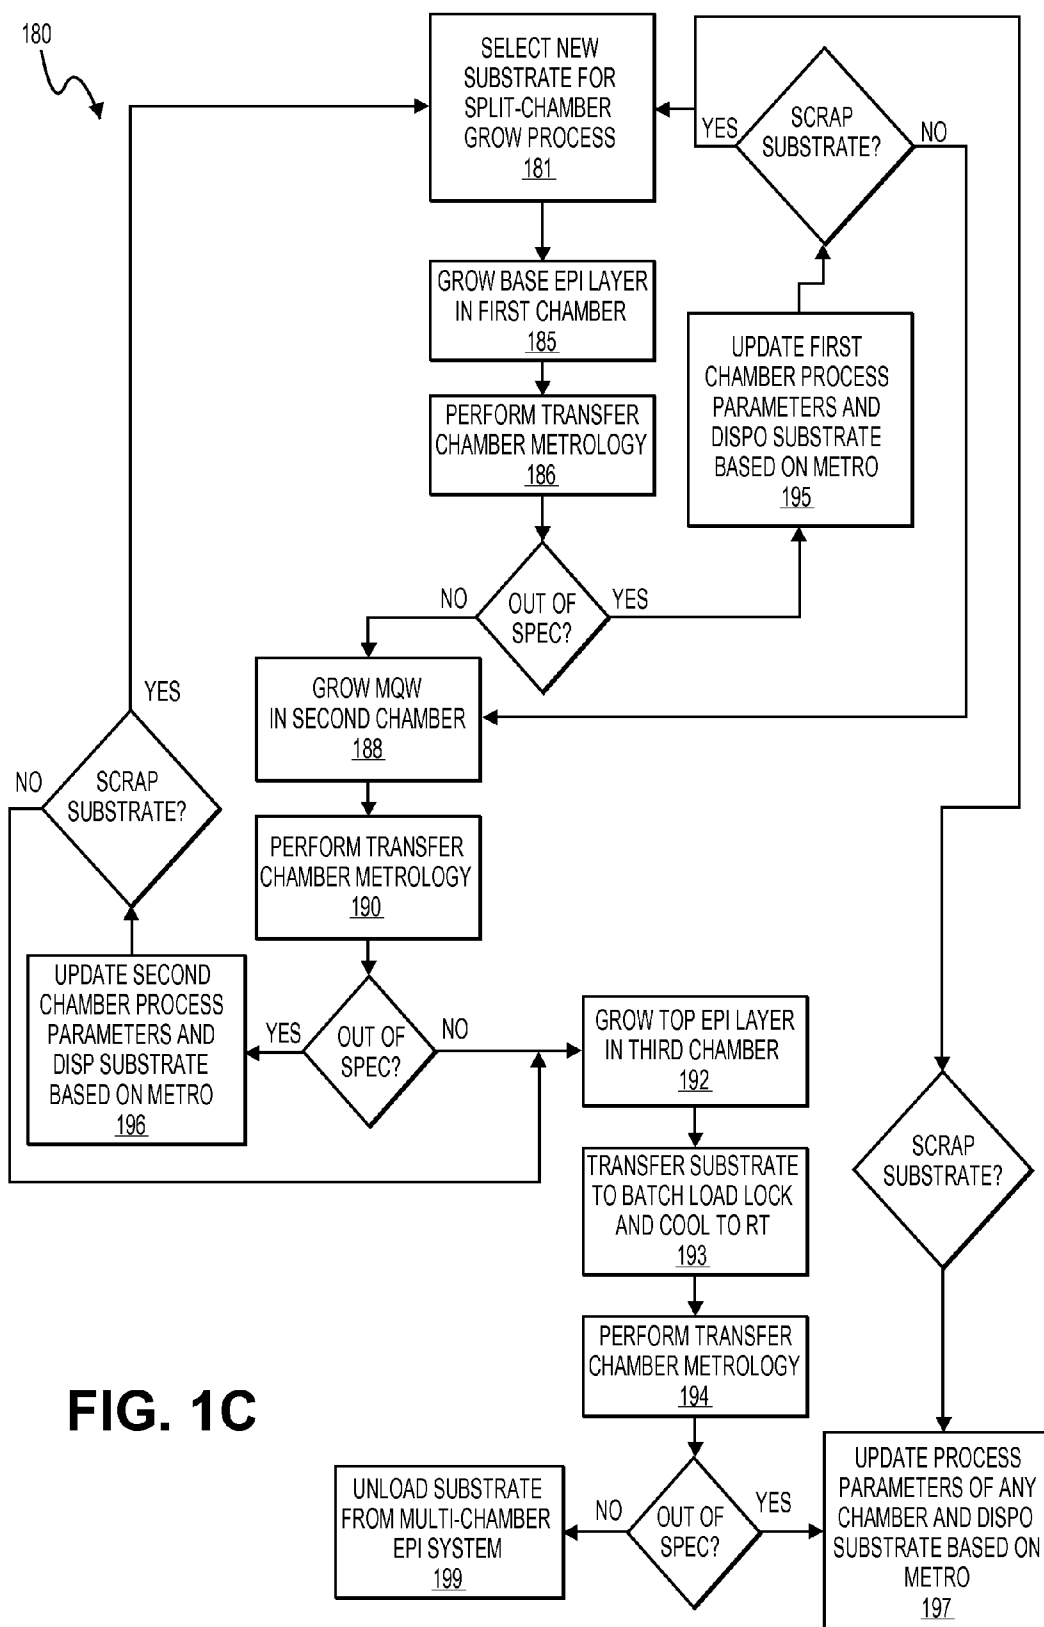 180
SELECT NEW
SUBSTRATE FOR
SPLIT-CHAMBER
GROW PROCESS
181
YES
SCRAP
SUBSTRATE?
NO
GROW BASE EPI LAYER
IN FIRST CHAMBER
185
UPDATE FIRST
CHAMBER PROCESS
PARAMETERS AND
DISPO SUBSTRATE
BASED ON METRO
195
PERFORM TRANSFER
CHAMBER METROLOGY
186
NO
OUT OF
SPEC?
YES
GROW MQW
IN SECOND CHAMBER
188
YES
NO
SCRAP
SUBSTRATE?
PERFORM TRANSFER
CHAMBER METROLOGY
190
UPDATE SECOND
CHAMBER PROCESS
PARAMETERS AND
DISP SUBSTRATE
BASED ON METRO
196
YES
OUT OF
SPEC?
NO
GROW TOP EPI LAYER
IN THIRD CHAMBER
192
TRANSFER SUBSTRATE
TO BATCH LOAD LOCK
AND COOL TO RT
193
SCRAP
SUBSTRATE?
PERFORM TRANSFER
CHAMBER METROLOGY
194
FIG. 1C
UNLOAD SUBSTRATE
FROM MULTI-CHAMBER
EPI SYSTEM
199
NO
OUT OF
SPEC?
YES
UPDATE PROCESS
PARAMETERS OF ANY
CHAMBER AND DISPO
SUBSTRATE BASED ON
METRO
197